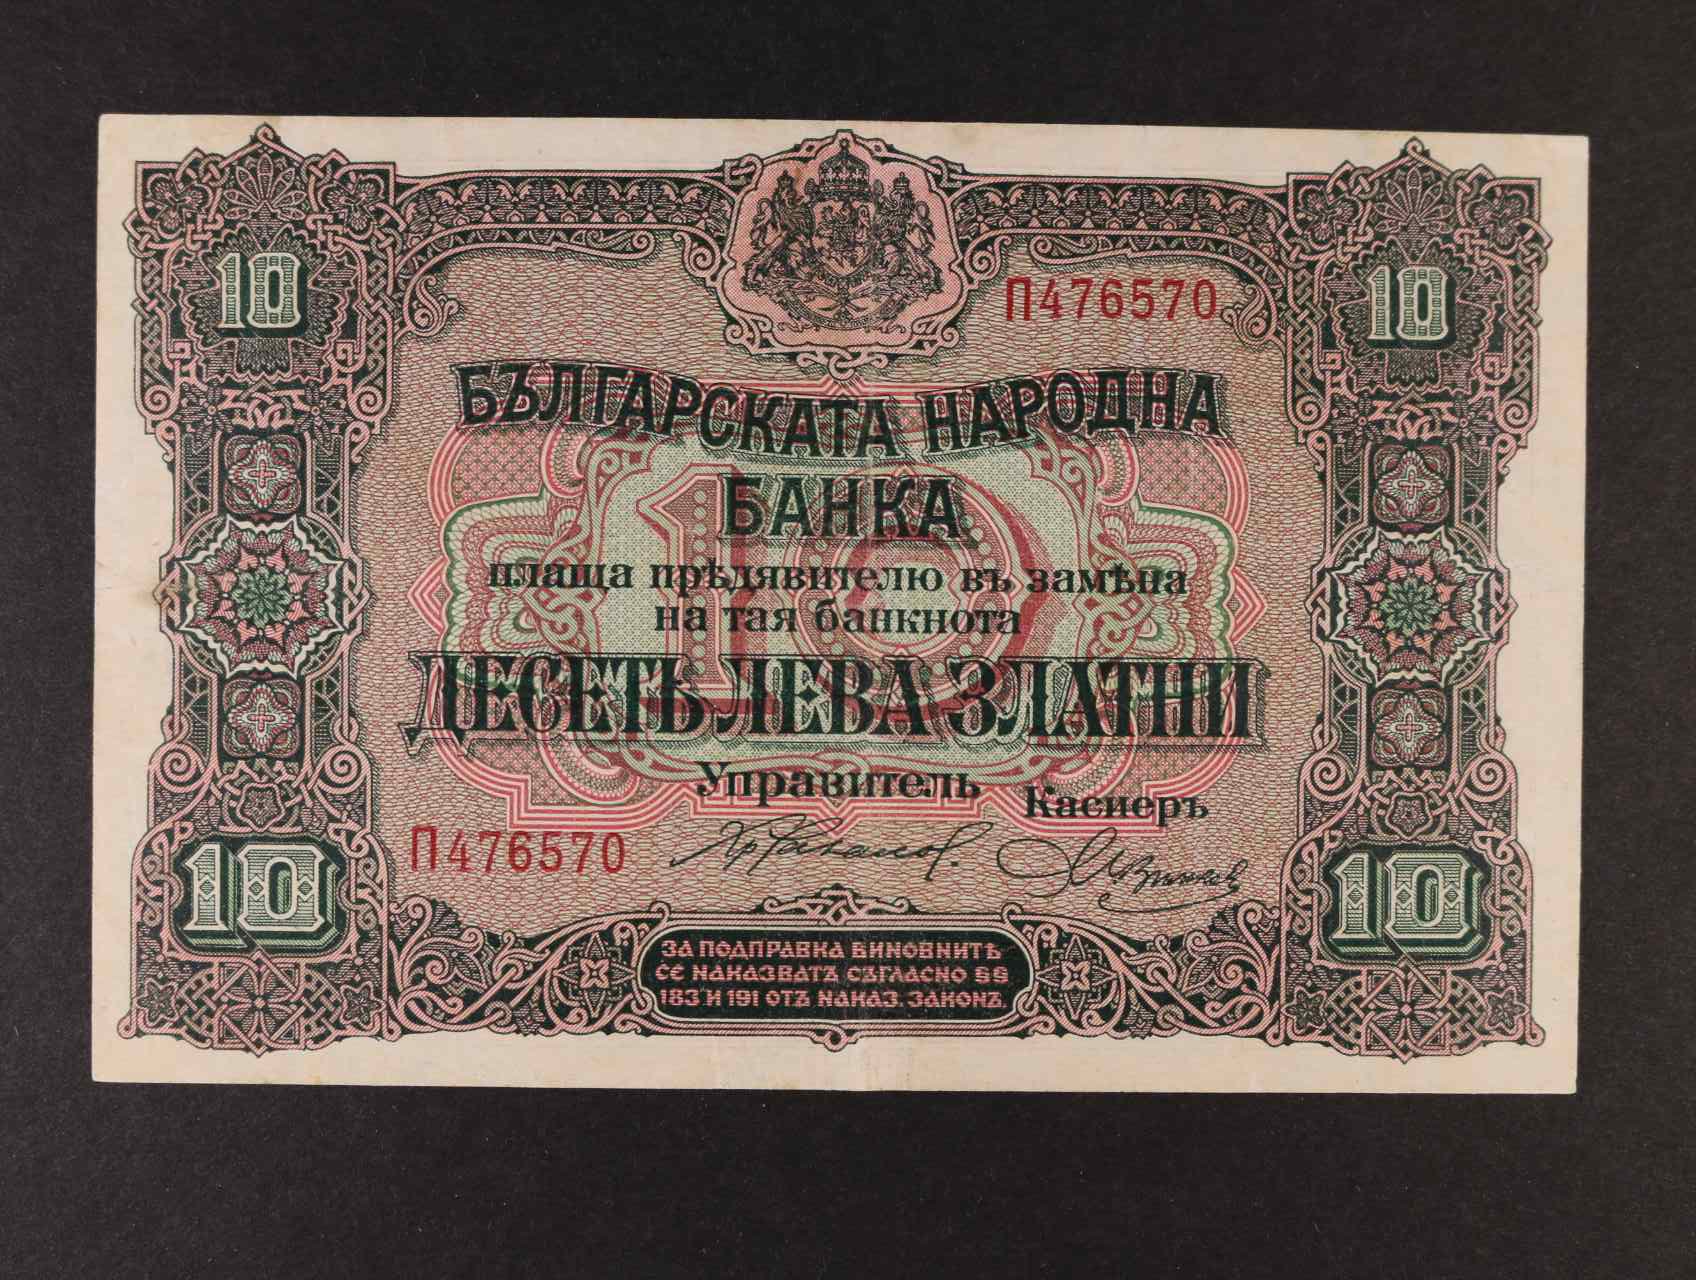 10
10
П476570
БЪЛГАРСКАТА НАРОДНА
БАНКА
плаща прѣдявителю въ замѣна
на тая банкнота
ДЕСЕТЬ ЛЕВА ЗЛАТНИ
Управитель
Касиеръ
П476570
10
10
ЗА ПОДПРАВКА ВИНОВНИТѢ
СЕ НАКАЗВАТЪ СЪГЛАСНО §§
183 И 191 ОТЪ НАКАЗ. ЗАКОНЪ.
10